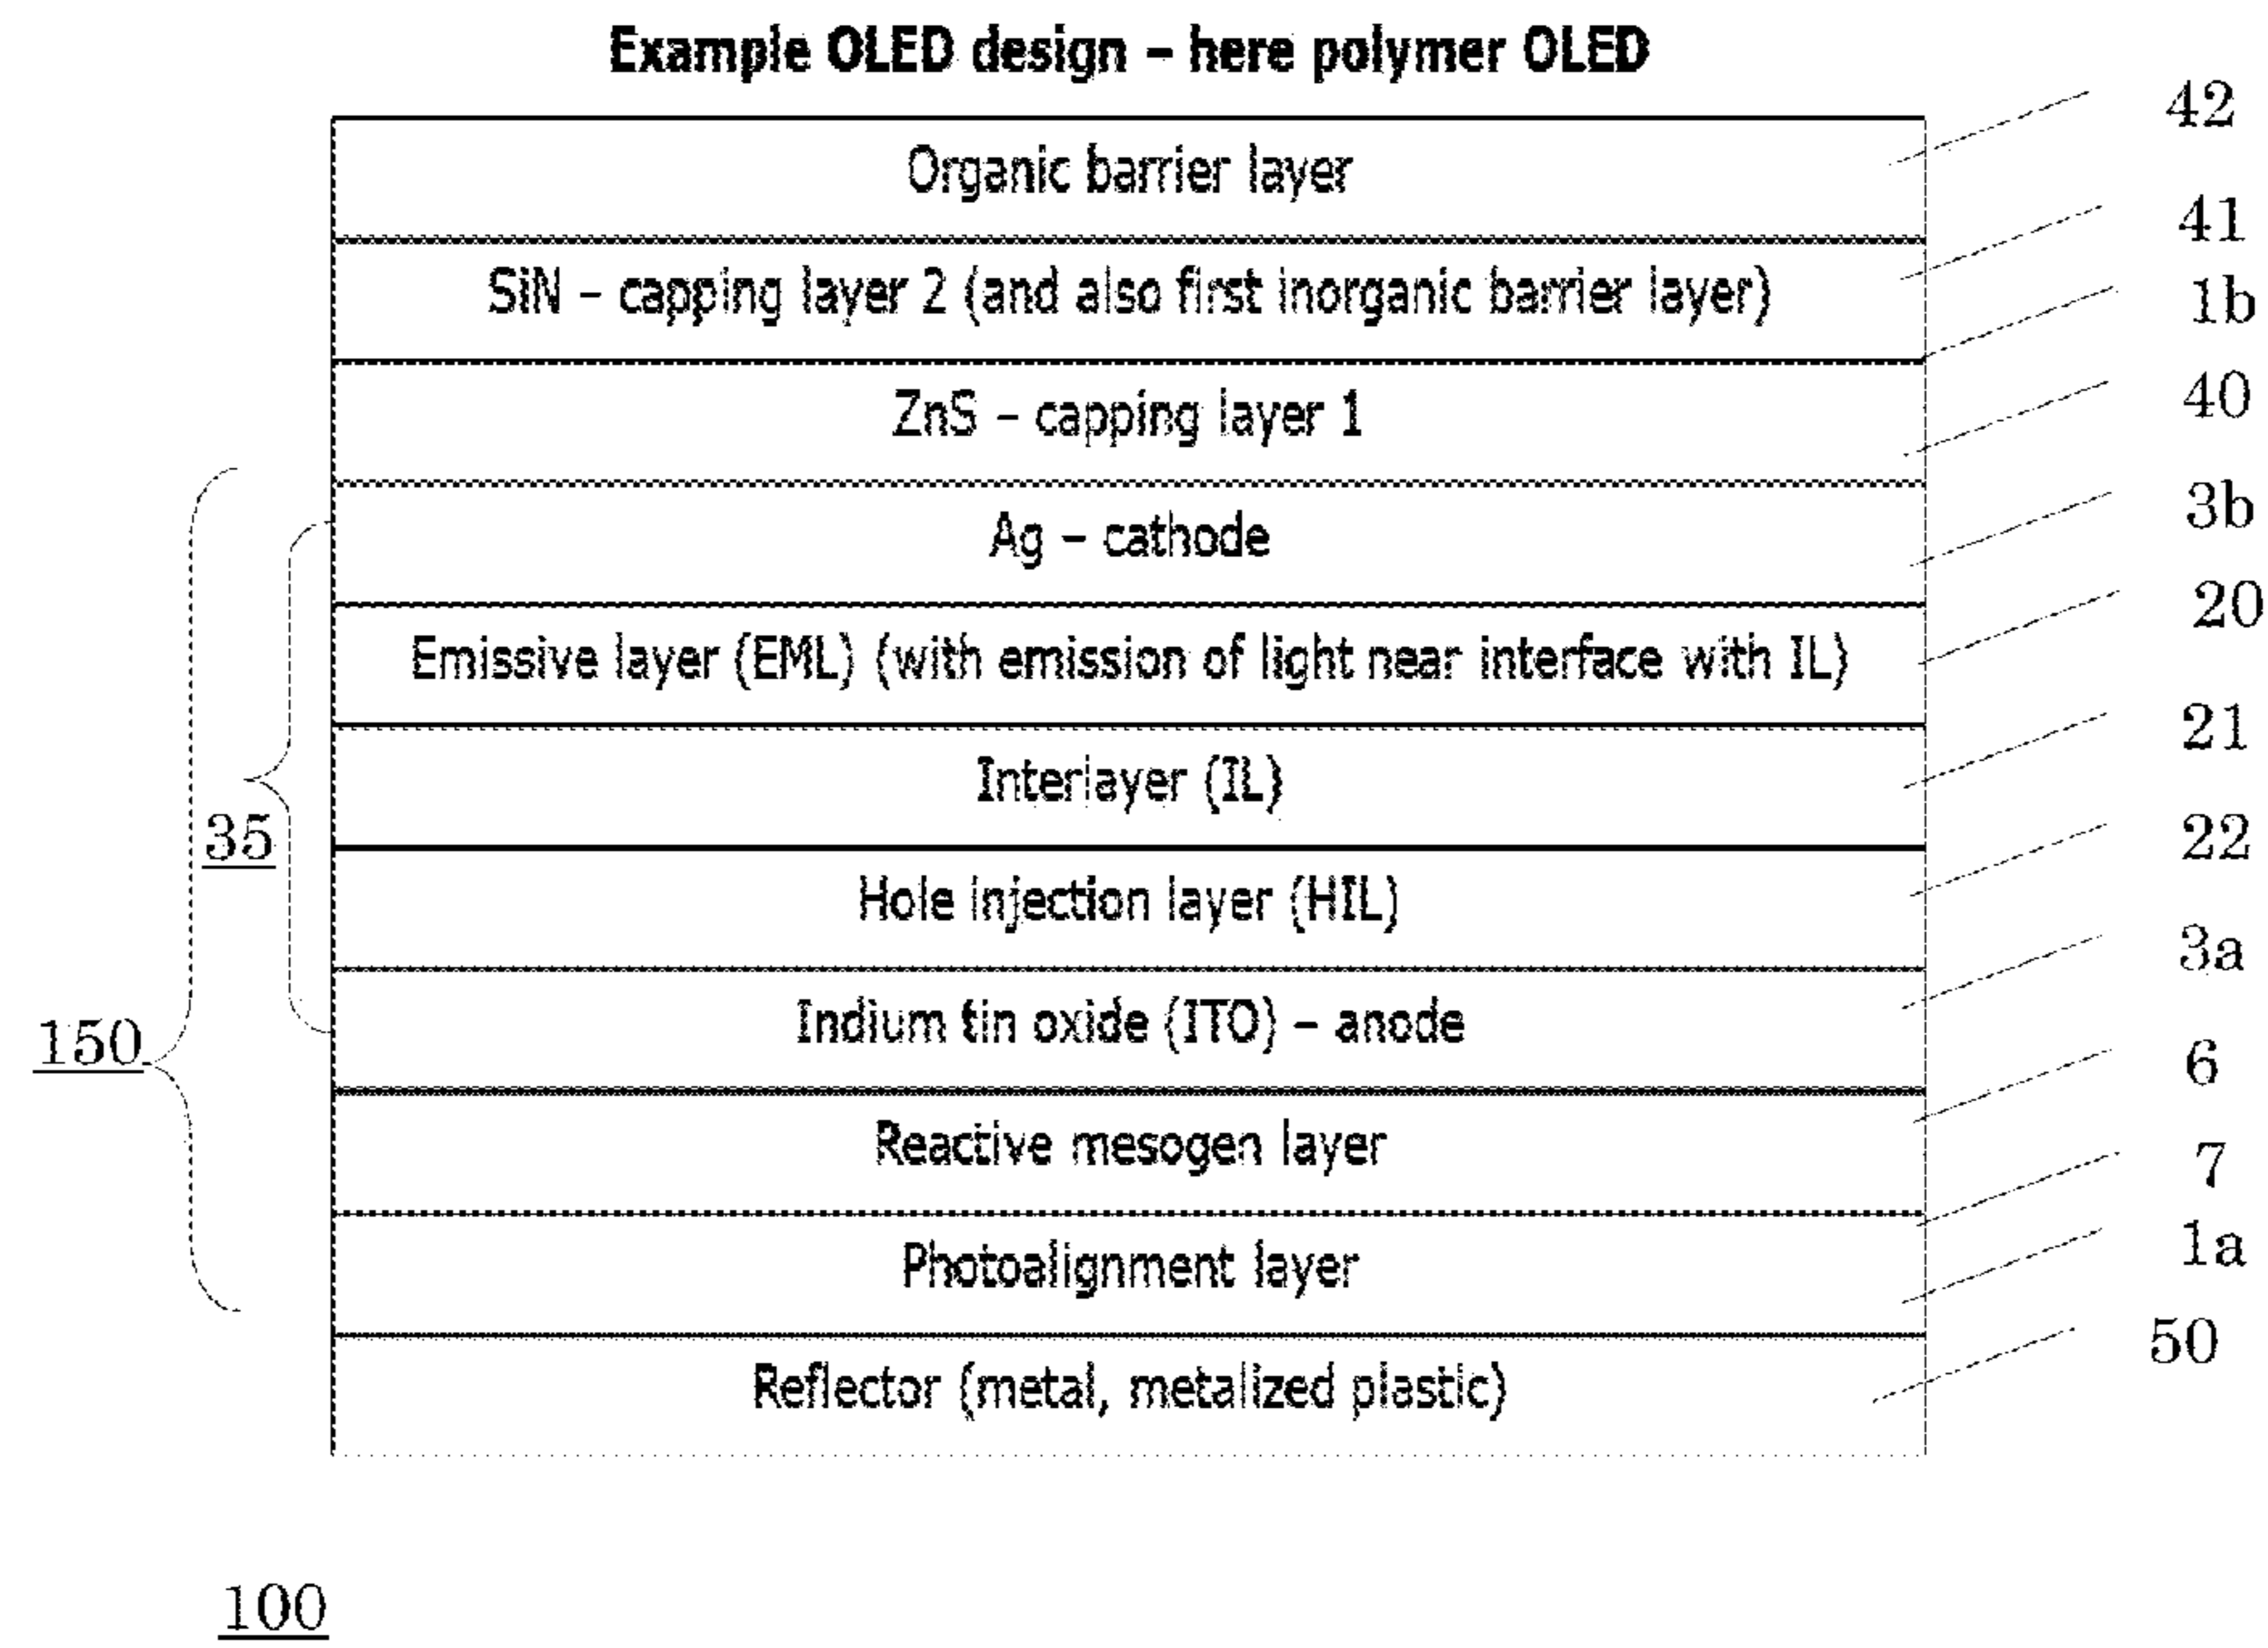 Example OLED design – here polymer OLED
42
Organic barrier layer
41
SiN – capping layer 2 (and also first inorganic barrier layer)
1b
ZnS – capping layer 1
40
Ag – cathode
3b
Emissive layer (EML) (with emission of light near interface with IL)
20
Interlayer (IL)
21
35
Hole injection layer (HIL)
22
Indium tin oxide (ITO) – anode
3a
150
Reactive mesogen layer
6
Photoalignment layer
7
1a
Reflector (metal, metalized plastic)
50
100